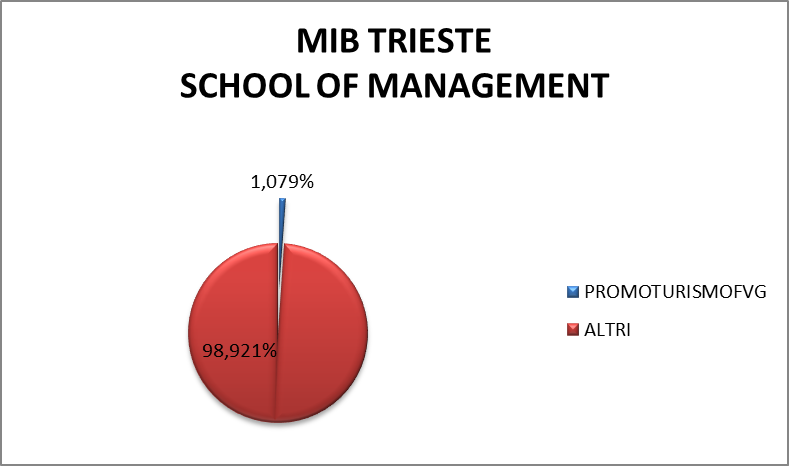 MIB TRIESTE
SCHOOL OF MANAGEMENT
1,079%
98,921%
PROMOTURISMOFVG
ALTRI